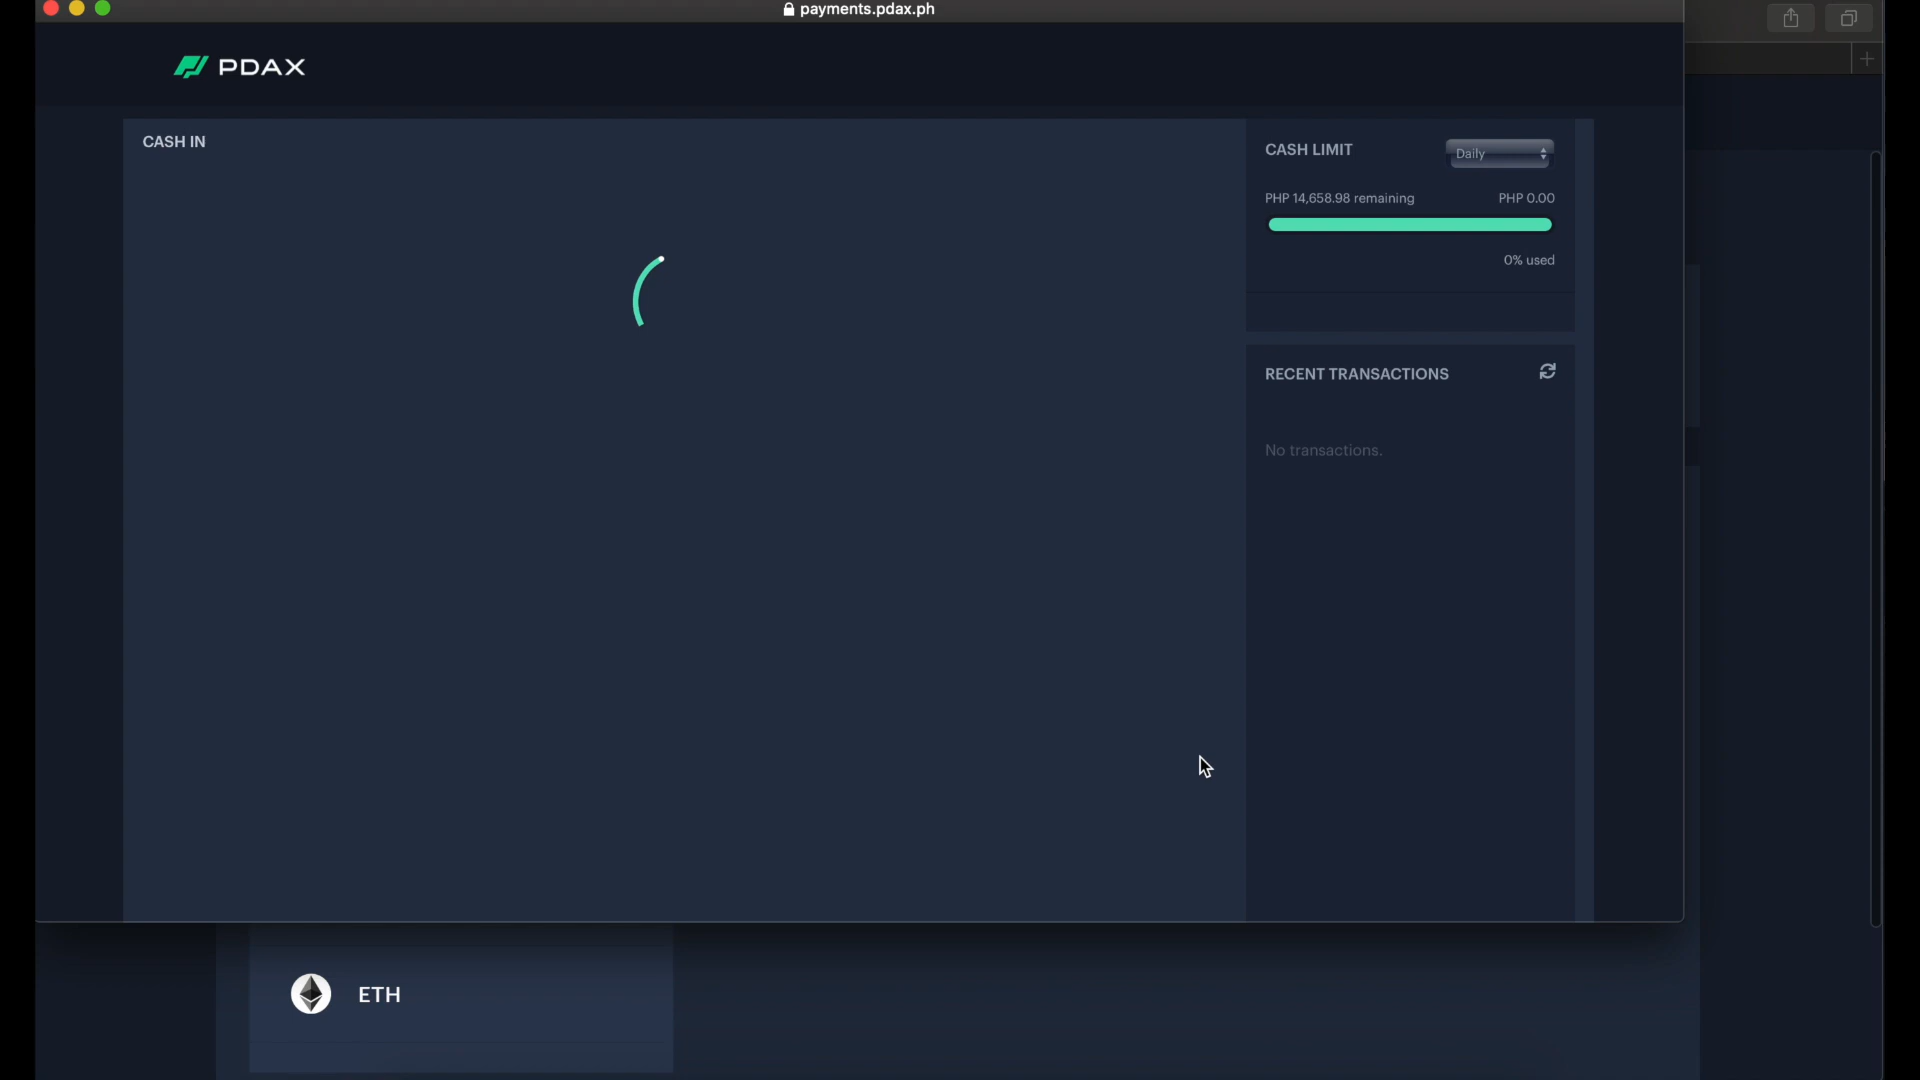 payments.pdax.ph
PDAX
CASH IN
CASH LIMIT
Daily
PHP 14,658.98 remaining
PHP 0.00
0% used
RECENT TRANSACTIONS
No transactions.
ETH